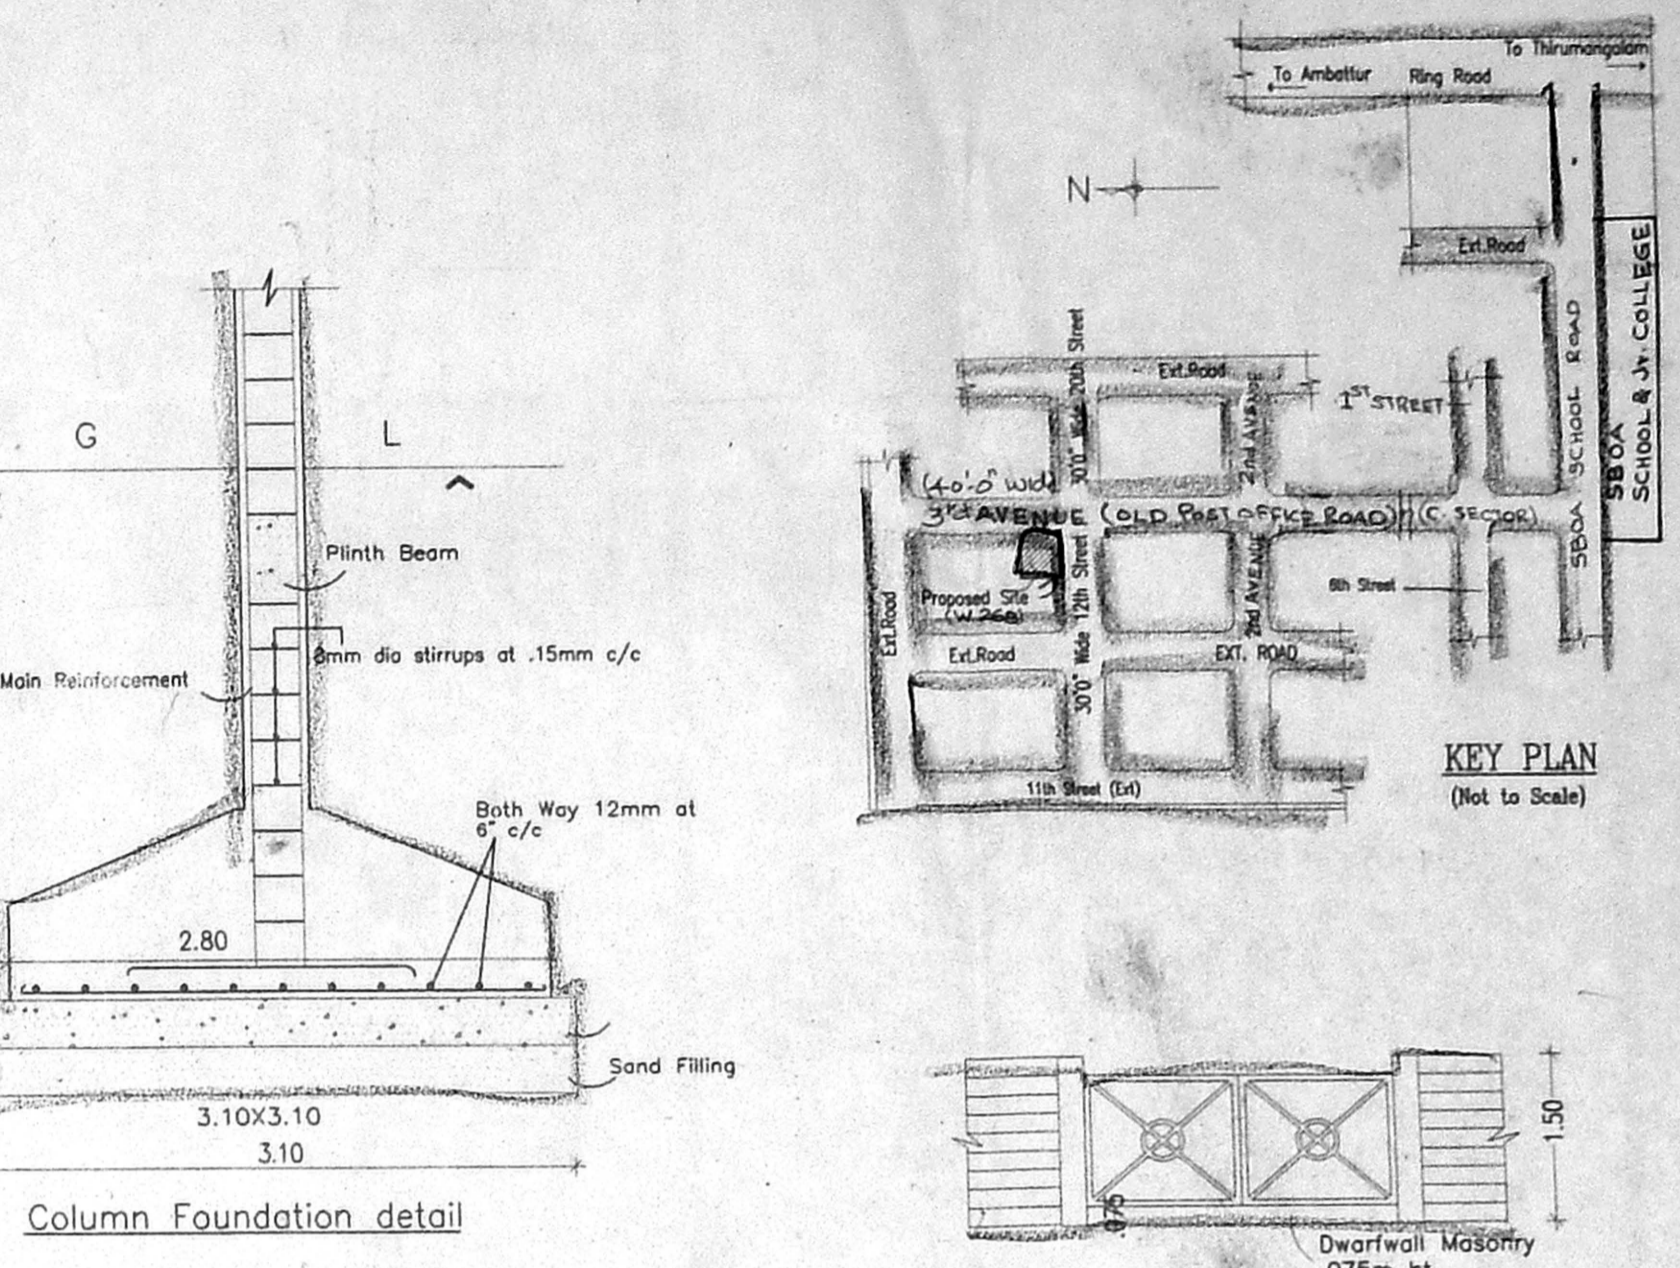 G L
Plinth Beam
8mm dia stirrups at .15mm c/c
Main Reinforcement
Both Way 12mm at
6" c/c
2.80
Sand Filling
3.10X3.10
3.10
Column Foundation detail
To Thirumangalam
To Ambattur Ring Road
N
Ext.Road
SBOA SCHOOL ROAD
SBOA
SCHOOL & Jr. COLLEGE
30'0" Wide 20th Street
Ext.Road
2nd AVENUE
1ST STREET
(40'-0" Wide
3rd AVENUE (OLD POST OFFICE ROAD) (C. SECTOR)
Proposed Site
Ext.Road
30'0" Wide 12th Street
2nd AVENUE
6th Street
Ext.Road
EXT. ROAD
11th Street (Ext)
KEY PLAN
(Not to Scale)
1.50
.075
Dwarfwall Masonry
.075m ht